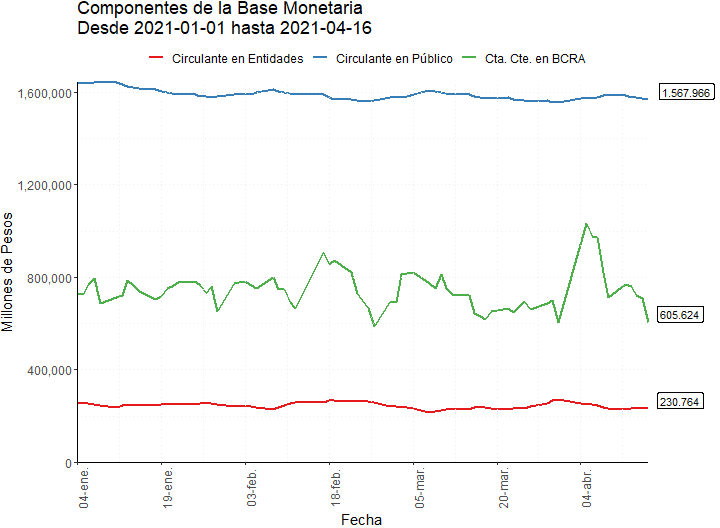 Componentes de la Base Monetaria
Desde 2021-01-01 hasta 2021-04-16
Circulante en Entidades Circulante en Público Cta. Cte. en BCRA
Millones de Pesos
1,600,000
1,200,000
800,000
400,000
0
1.567.966
605.624
230.764
04-ene.
19-ene.
03-feb.
18-feb.
05-mar.
20-mar.
04-abr.
Fecha